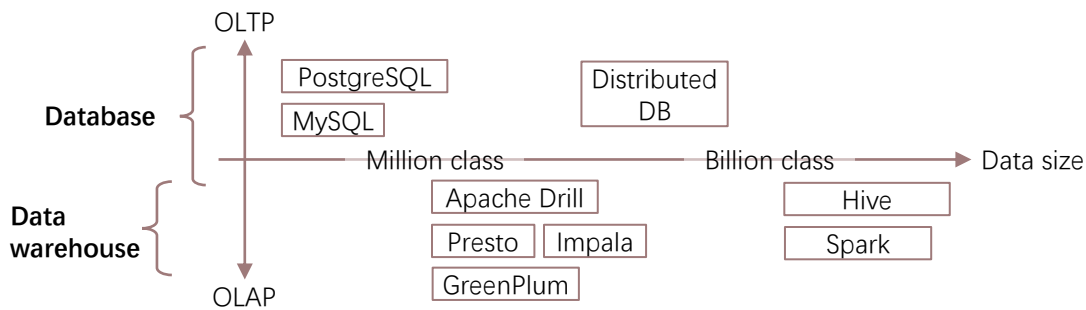 OLTP
PostgreSQL
Distributed
DB
Database
MySQL
Million class
Billion class
Data size
Apache Drill
Hive
Data
warehouse
Presto
Impala
Spark
GreenPlum
OLAP